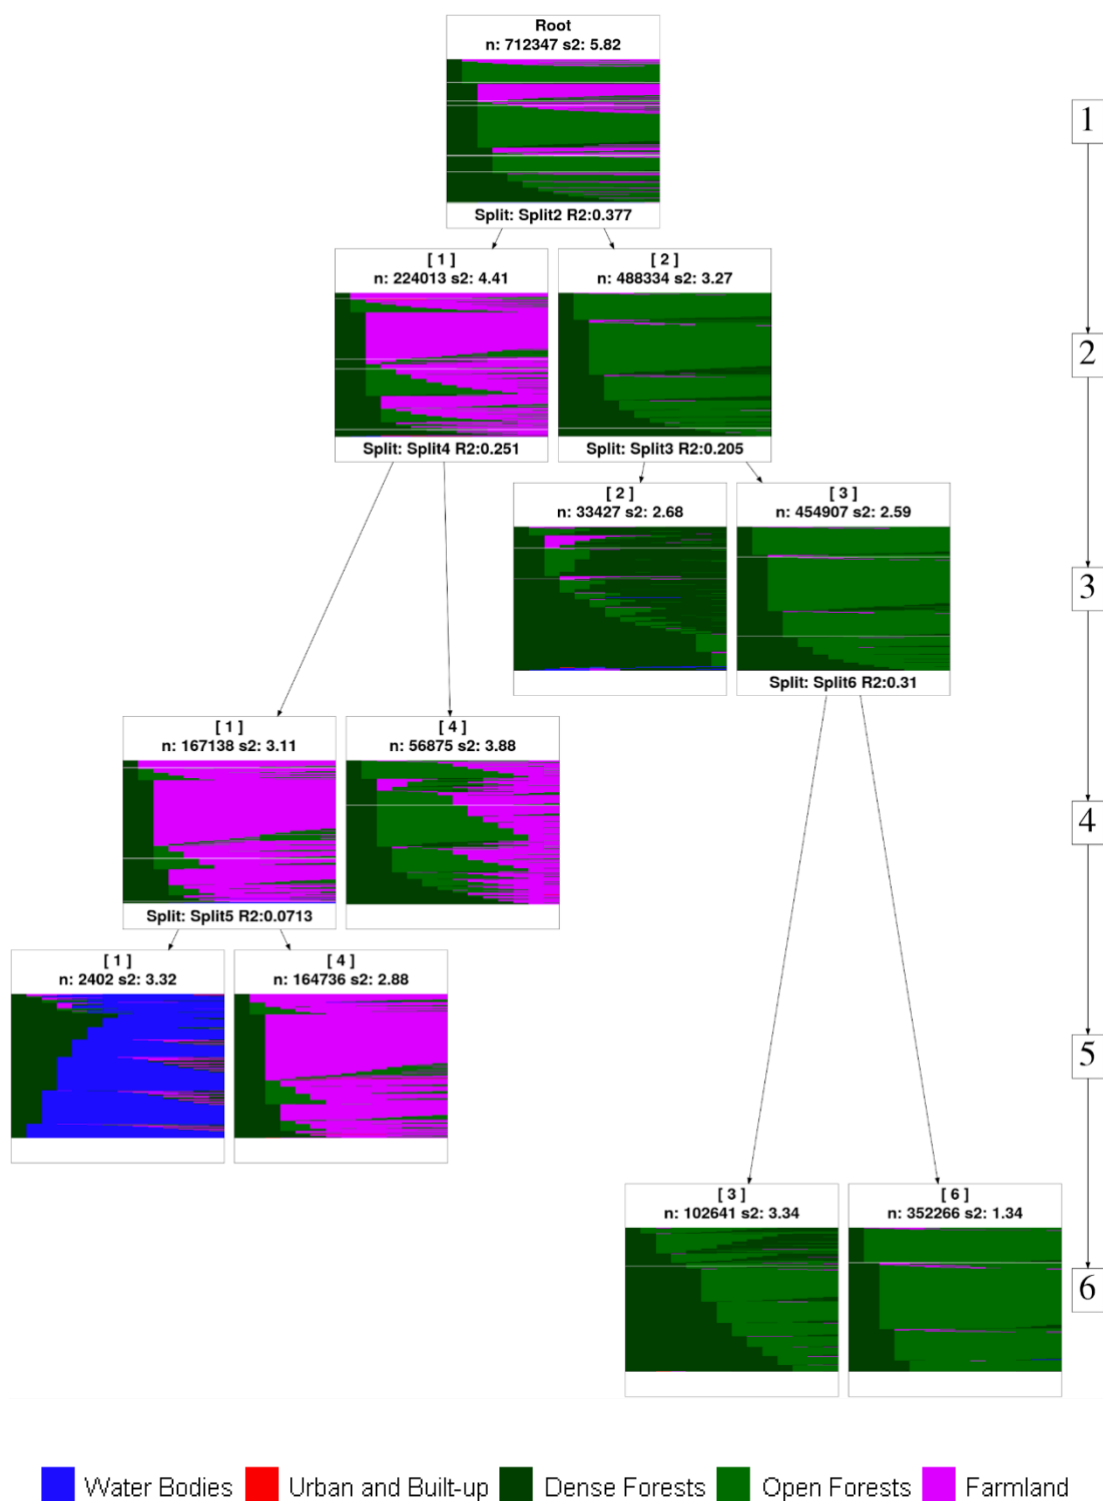 Root
n: 712347 s2: 5.82
Split: Split2 R2:0.377
1
[ 1 ]
n: 224013 s2: 4.41
Split: Split4 R2:0.251
[ 2 ]
n: 488334 s2: 3.27
Split: Split3 R2:0.205
2
[ 2 ]
n: 33427 s2: 2.68
[ 3 ]
n: 454907 s2: 2.59
Split: Split6 R2:0.31
3
[ 1 ]
n: 167138 s2: 3.11
Split: Split5 R2:0.0713
[ 4 ]
n: 56875 s2: 3.88
4
[ 1 ]
n: 2402 s2: 3.32
[ 4 ]
n: 164736 s2: 2.88
5
[ 3 ]
n: 102641 s2: 3.34
[ 6 ]
n: 352266 s2: 1.34
6
Water Bodies
Urban and Built-up
Dense Forests
Open Forests
Farmland